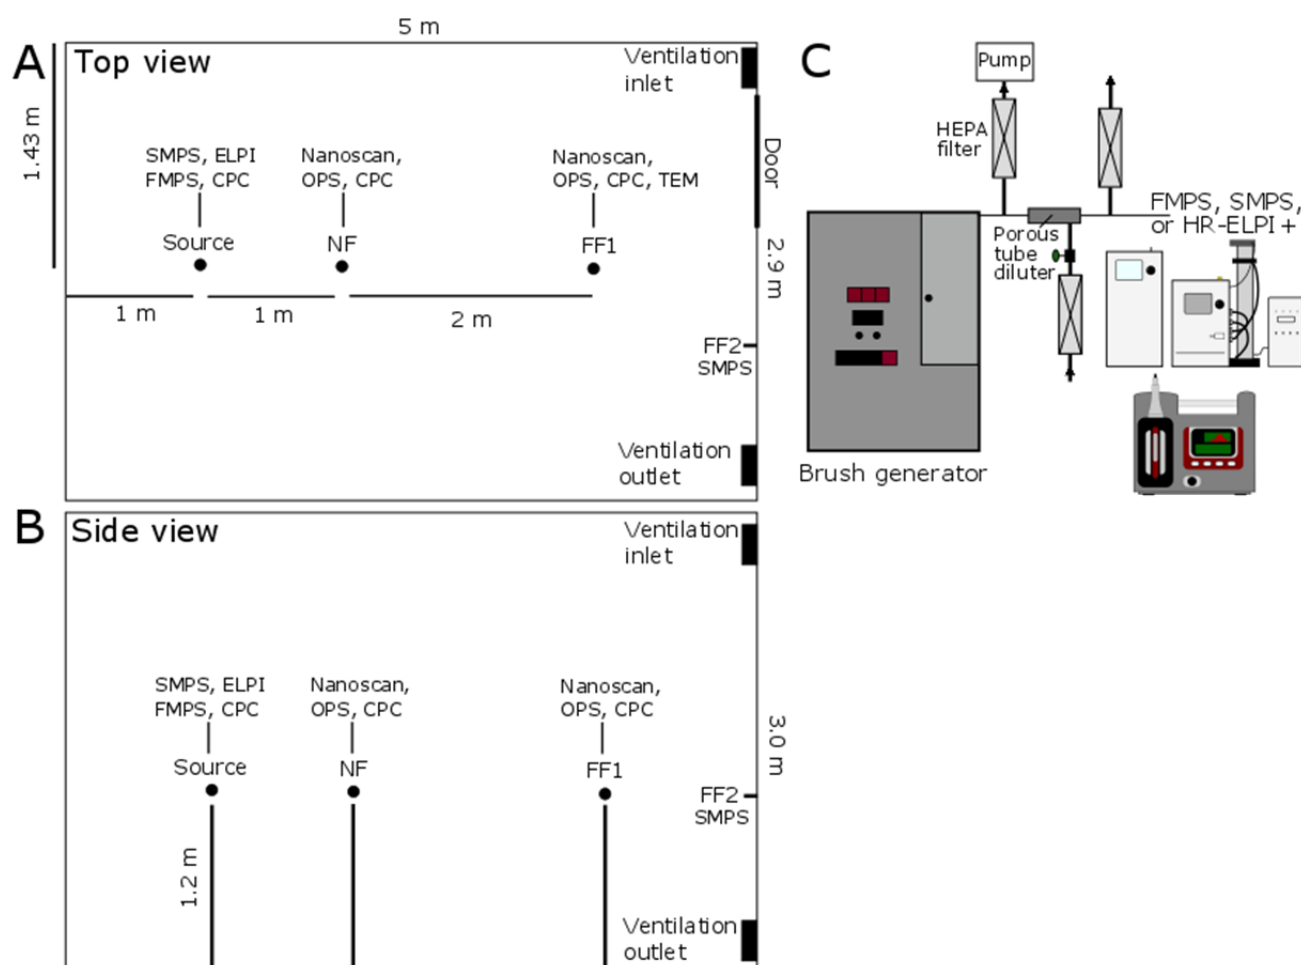 5 m
A
Top view
Ventilation
inlet
1.43 m
SMPS, ELPI
FMPS, CPC
Nanoscan,
OPS, CPC
Nanoscan,
OPS, CPC, TEM
Door
Source
NF
FF1
2.9 m
1 m
1 m
2 m
FF2
SMPS
Ventilation
outlet
B
Side view
Ventilation
inlet
SMPS, ELPI
FMPS, CPC
Nanoscan,
OPS, CPC
Nanoscan,
OPS, CPC
3.0 m
Source
NF
FF1
FF2
SMPS
1.2 m
Ventilation
outlet
C
Pump
HEPA
filter
FMPS, SMPS,
or HR-ELPI +
Porous
tube
diluter
Brush generator